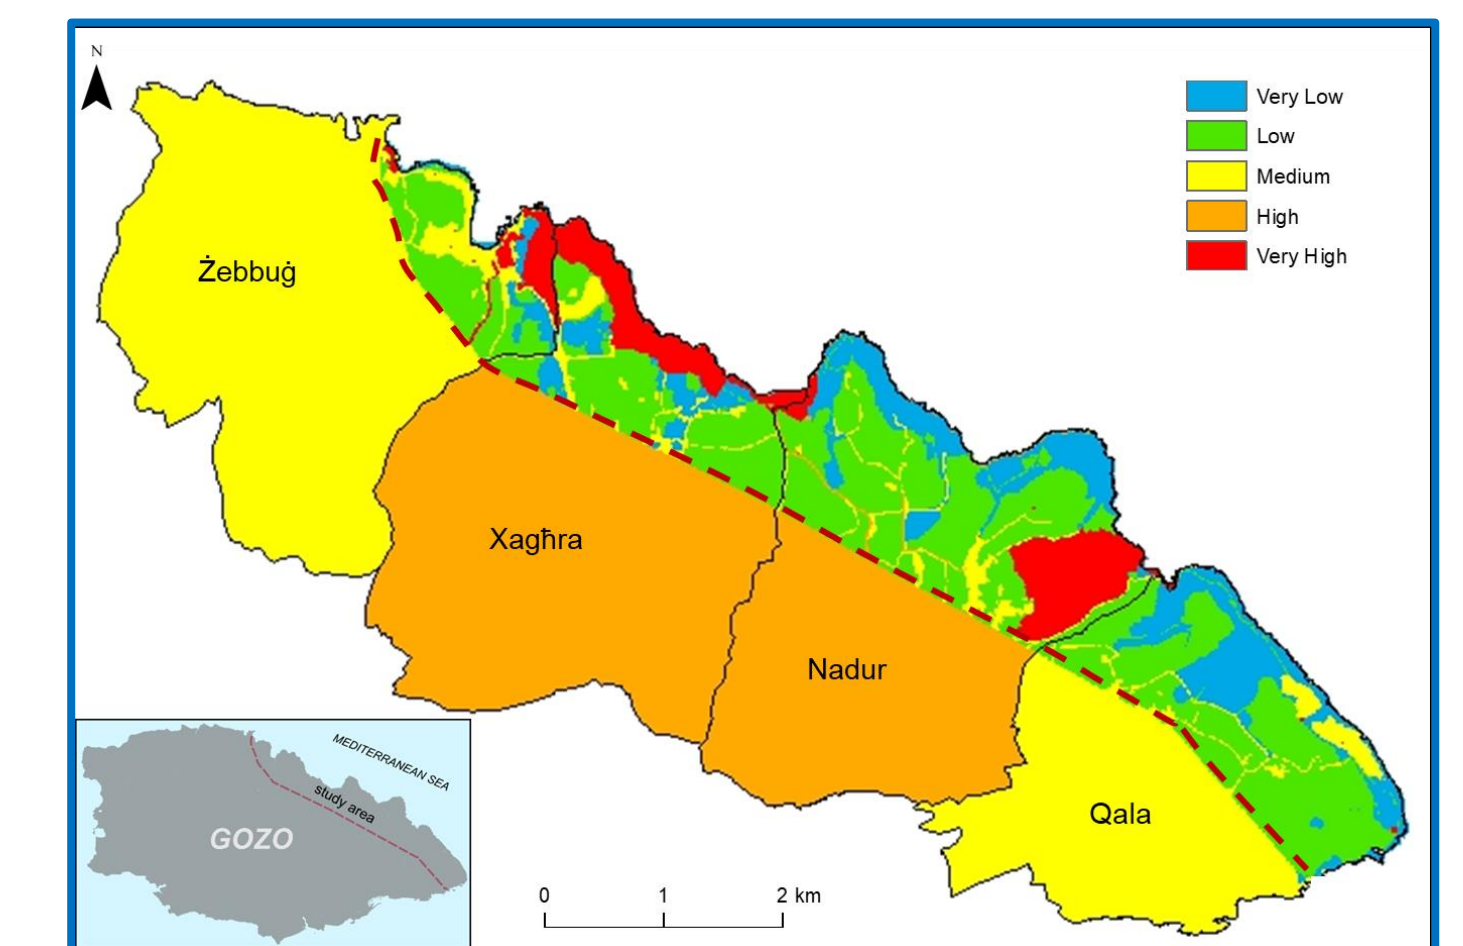 N
Very Low
Low
Medium
High
Very High
Żebbuġ
Xagħra
Nadur
Qala
MEDITERRANEAN SEA
study area
GOZO
0 1 2 km